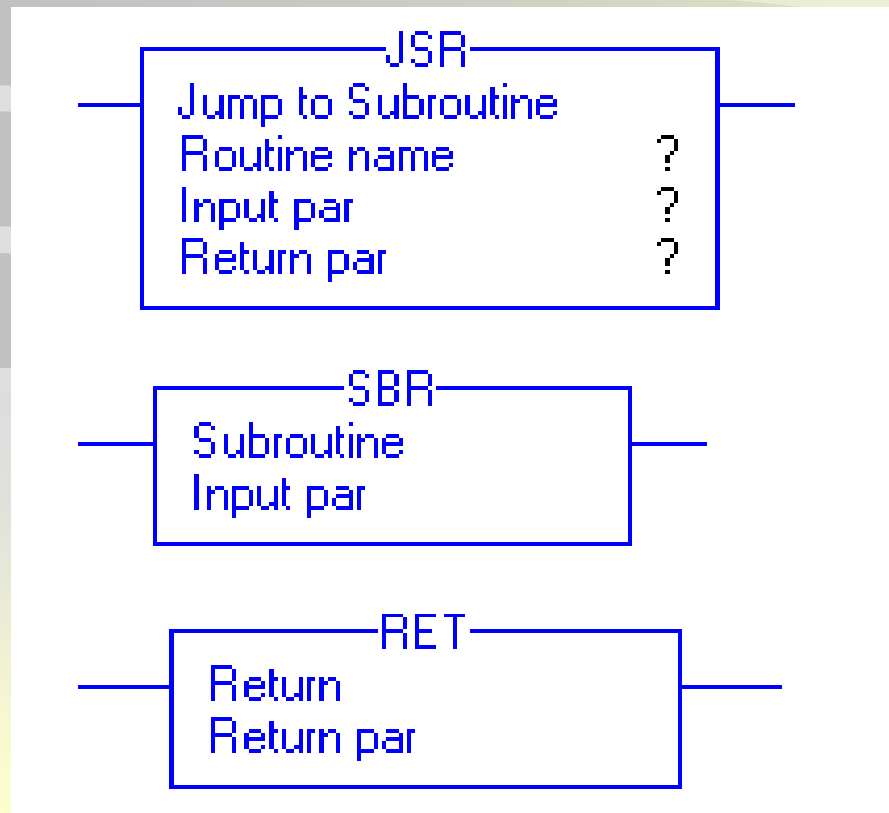 JSR
Jump to Subroutine
Routine name ?
Input par ?
Return par ?
SBR
Subroutine
Input par
RET
Return
Return par